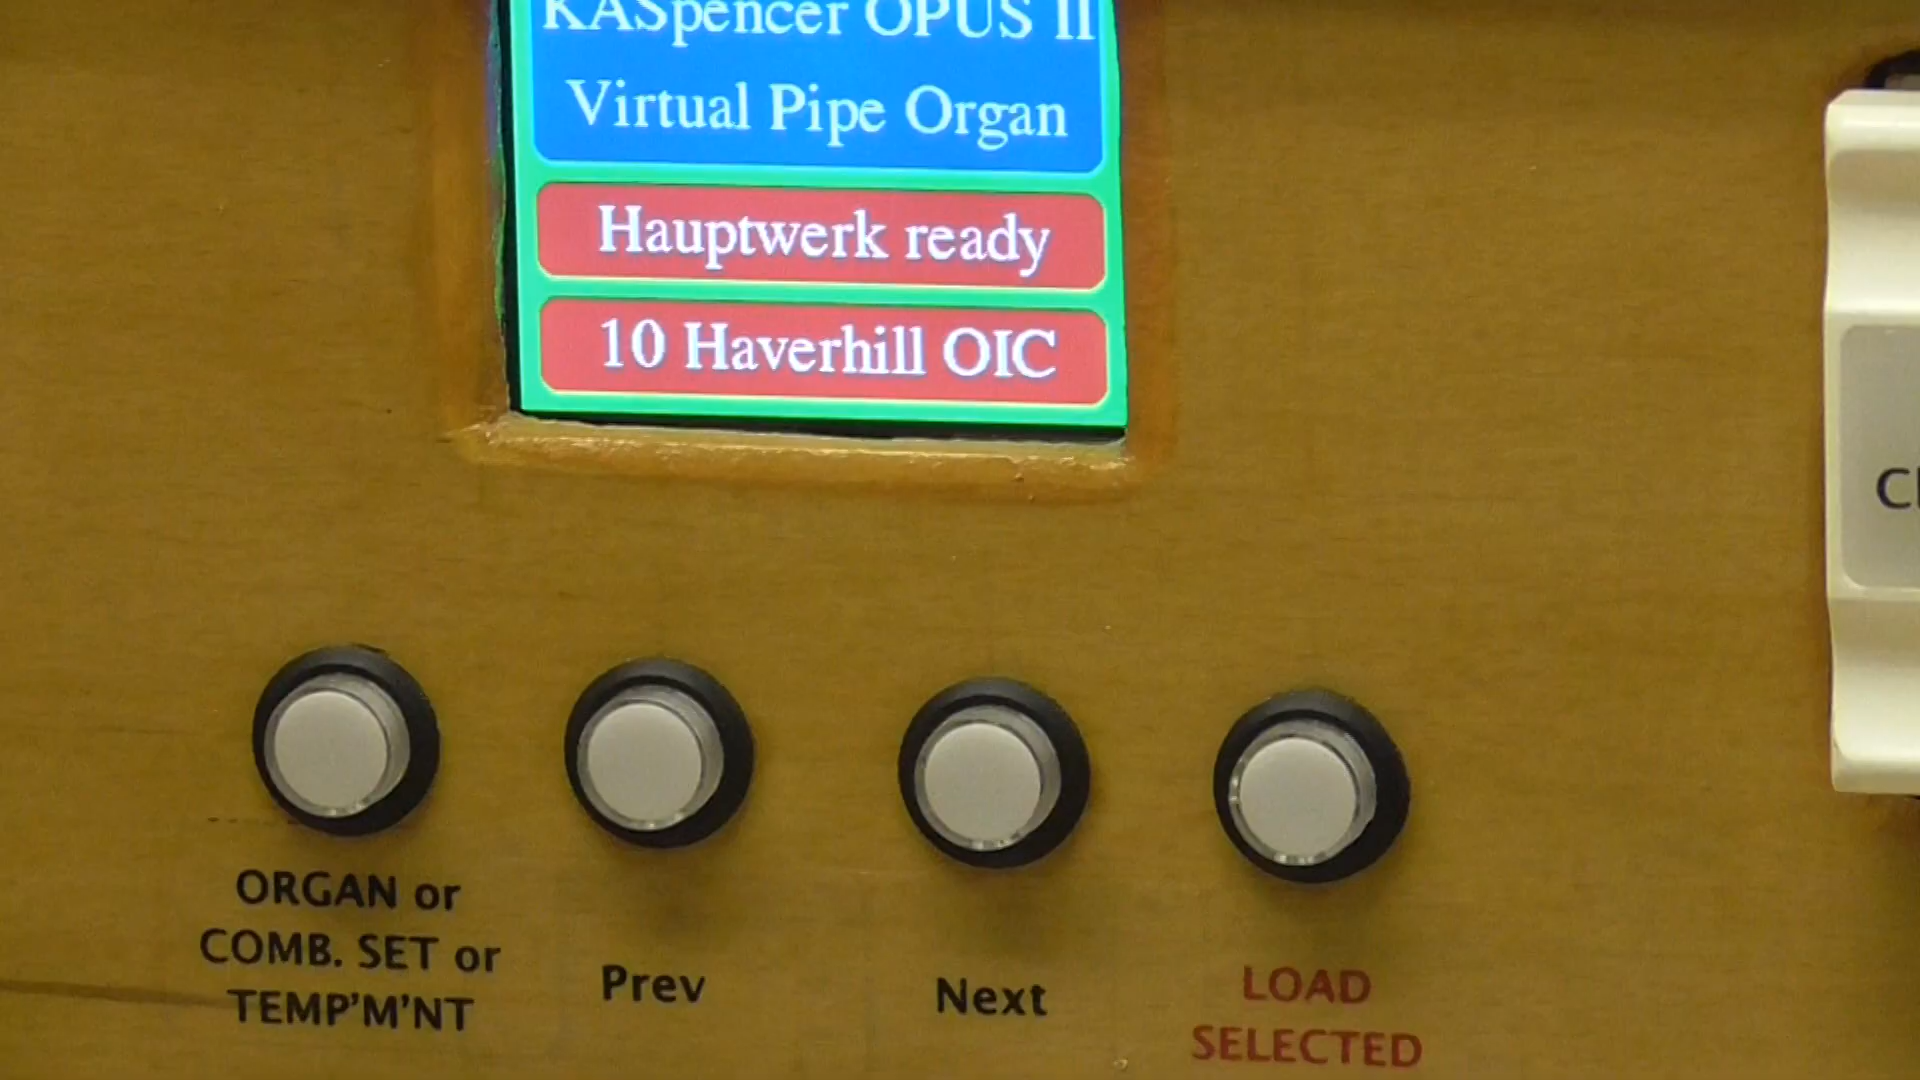 KASpencer OPUS II
Virtual Pipe Organ
Hauptwerk ready
10 Haverhill OIC
ORGAN or
COMB. SET or
TEMP'M'NT
Prev
Next
LOAD
SELECTED